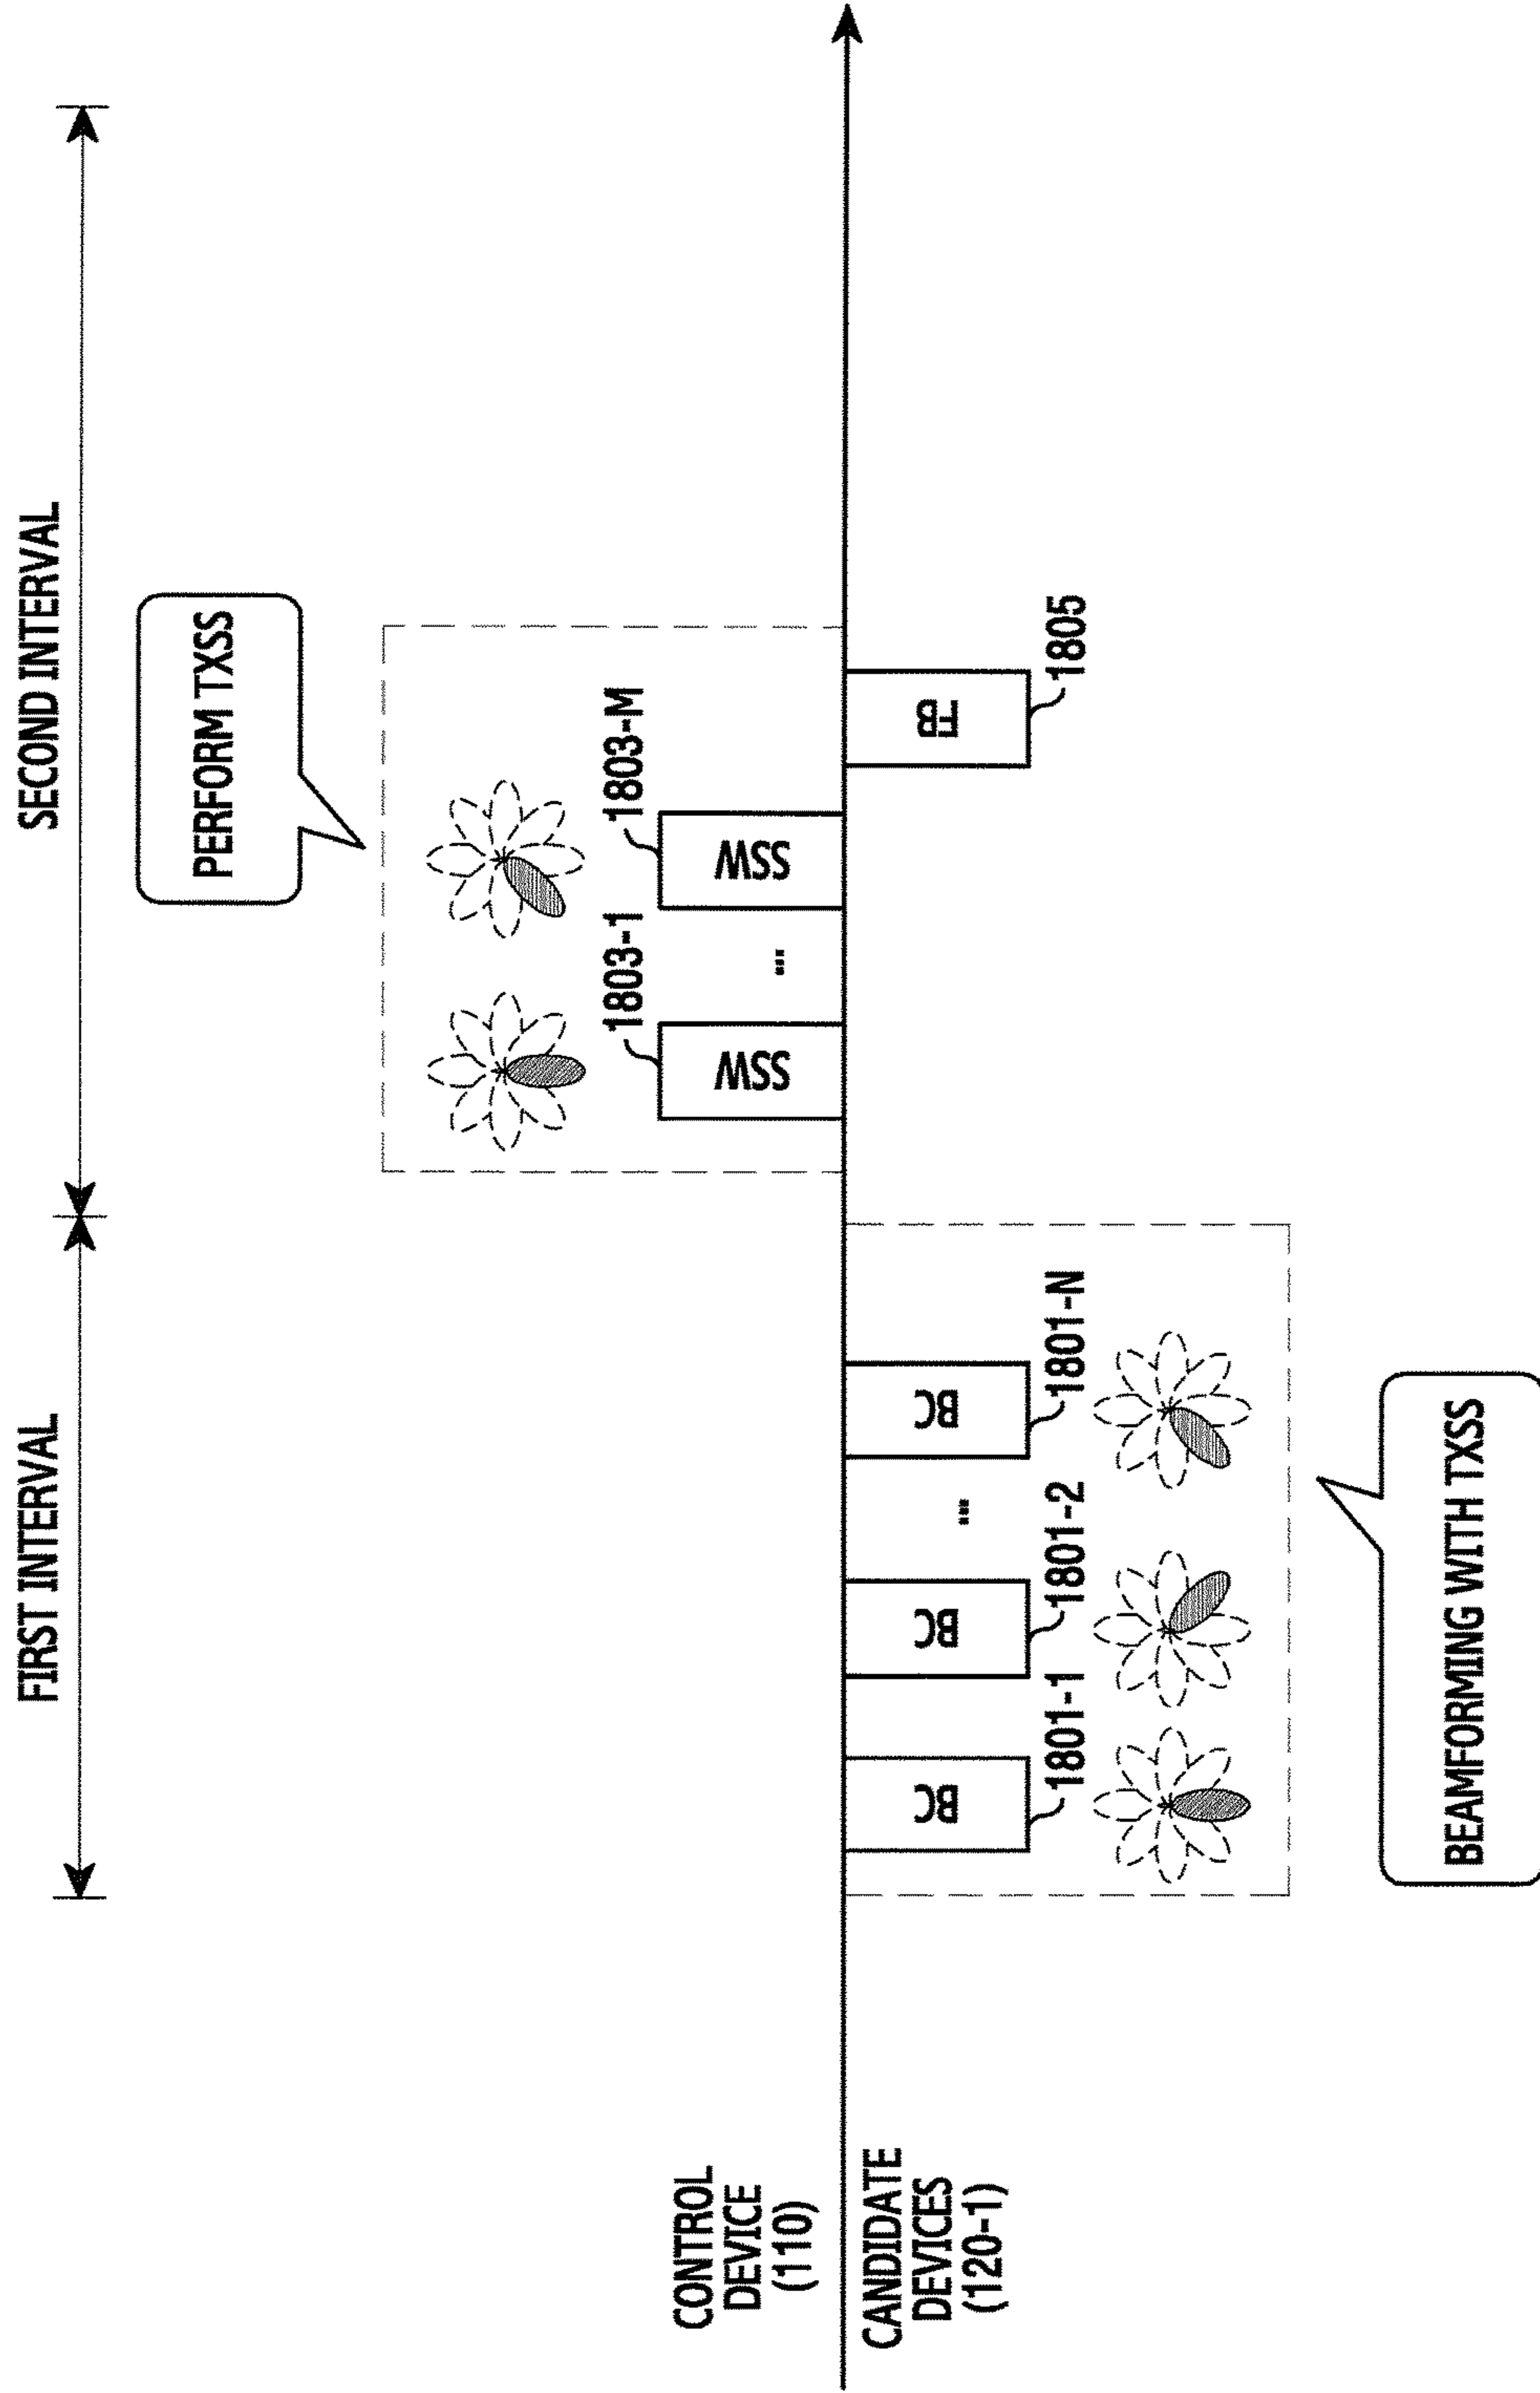 FIRST INTERVAL
SECOND INTERVAL
PERFORM TXSS
1803-1
1803-M
SSW
...
SSW
CONTROL
DEVICE
(110)
CANDIDATE
DEVICES
(120-1)
BC
BC
...
BC
FB
1801-1
1801-2
1801-N
1805
BEAMFORMING WITH TXSS